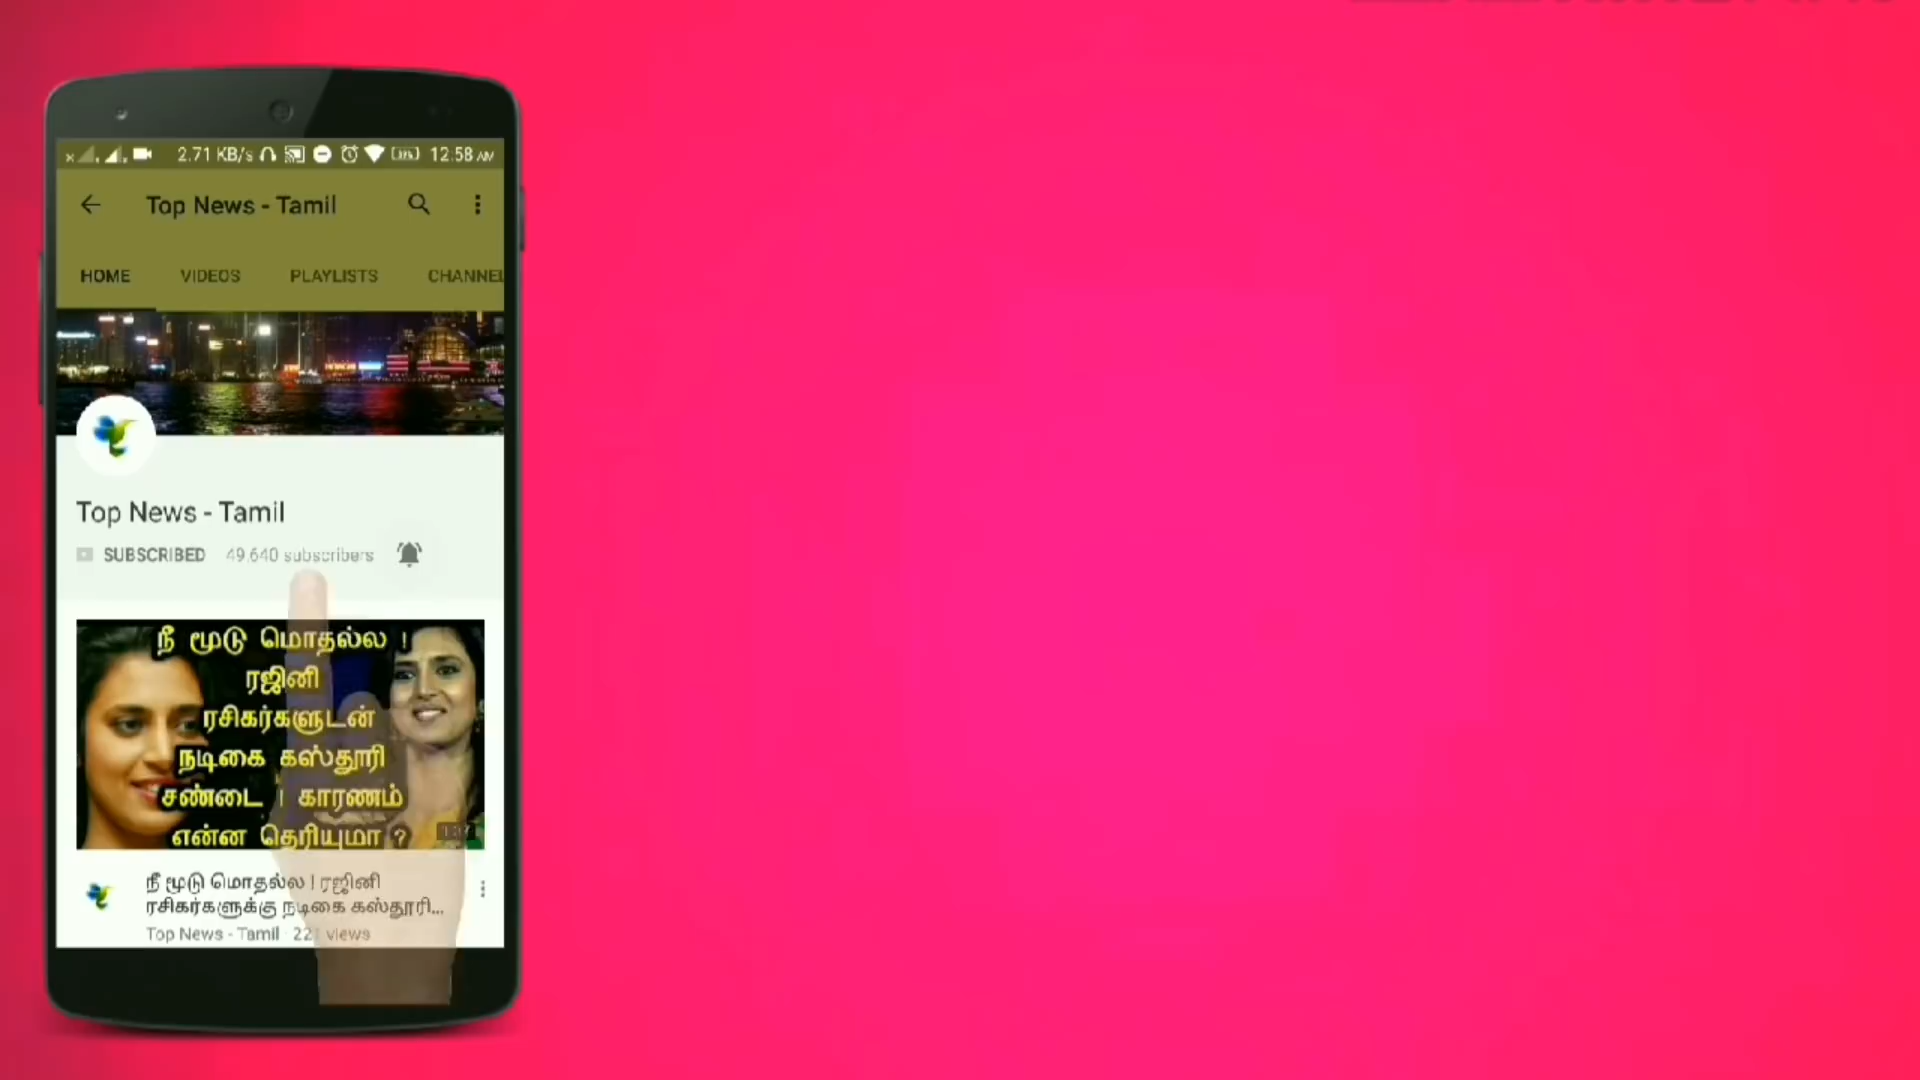 2.71 KB/s 12:58 AM
Top News - Tamil
HOME VIDEOS PLAYLISTS CHANNEL
Top News - Tamil
SUBSCRIBED 49,640 subscribers
நீ மூடு மொதல்ல !
ரஜினி
ரசிகர்களுடன்
நடிகை கஸ்தூரி
சண்டை | காரணம்
என்ன தெரியுமா ?
நீ மூடு மொதல்ல ! ரஜினி
ரசிகர்களுக்கு நடிகை கஸ்தூரி...
Top News - Tamil · views